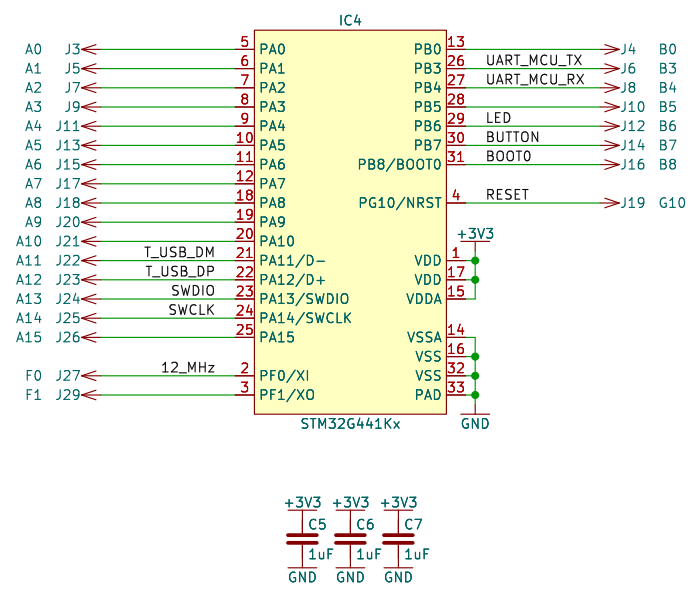 IC4
A0 J3 5 PA0 PB0 13 J4 B0
A1 J5 6 PA1 PB3 26 UART_MCU_TX J6 B3
A2 J7 7 PA2 PB4 27 UART_MCU_RX J8 B4
A3 J9 8 PA3 PB5 28 J10 B5
A4 J11 9 PA4 PB6 29 LED J12 B6
A5 J13 10 PA5 PB7 30 BUTTON J14 B7
A6 J15 11 PA6 PB8/BOOT0 31 BOOT0 J16 B8
A7 J17 12 PA7
A8 J18 18 PA8 PG10/NRST 4 RESET J19 G10
A9 J20 19 PA9
+3V3
A10 J21 20 PA10
A11 J22 T_USB_DM 21 PA11/D- VDD 1
A12 J23 T_USB_DP 22 PA12/D+ VDD 17
A13 J24 SWDIO 23 PA13/SWDIO VDDA 15
A14 J25 SWCLK 24 PA14/SWCLK
A15 J26 25 PA15 VSSA 14
VSS 16
F0 J27 12_MHz 2 PF0/XI VSS 32
F1 J29 3 PF1/XO PAD 33
STM32G441Kx GND
+3V3 +3V3 +3V3
C5 C6 C7
1uF 1uF 1uF
GND GND GND